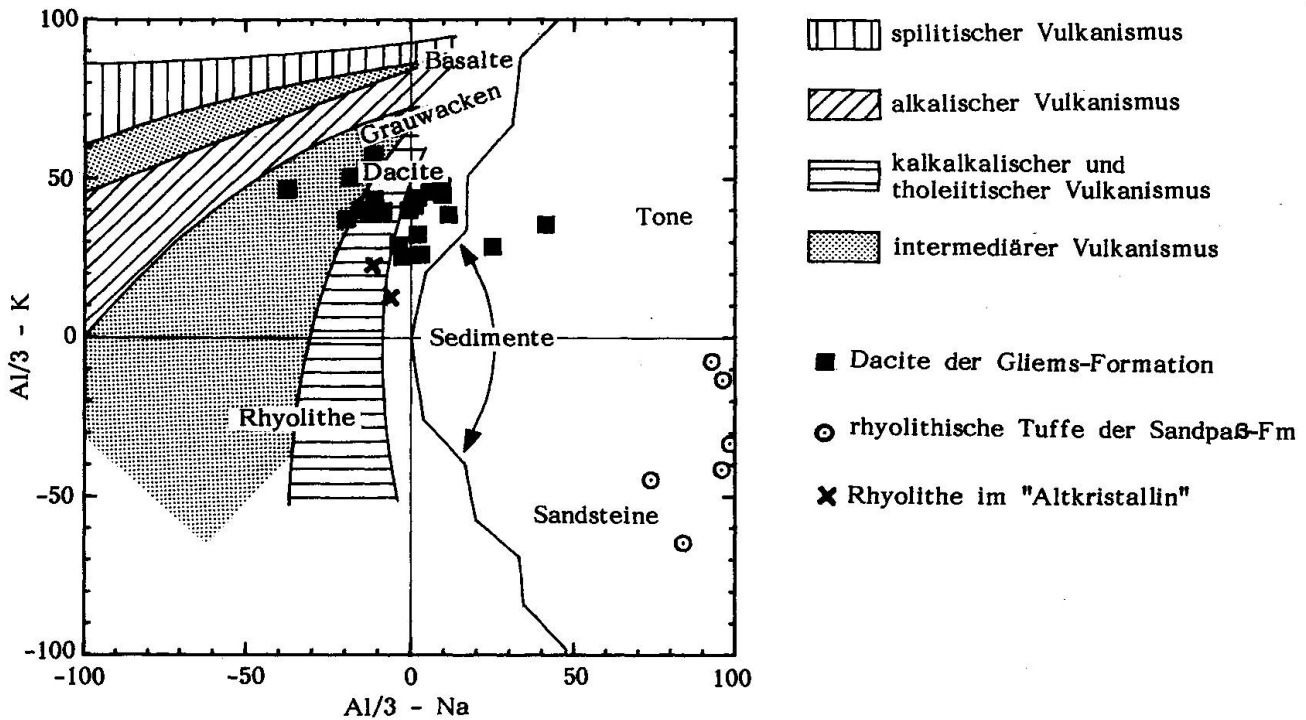 100
50
0
-50
-100
Al/3 - K
-100
-50
0
50
100
Al/3 - Na
Basalte
Grauwacken
Dacite
Tone
Sedimente
Rhyolithe
Sandsteine
spilitischer Vulkanismus
alkalischer Vulkanismus
kalkalkalischer und
tholeiitischer Vulkanismus
intermediärer Vulkanismus
Dacite der Gliems-Formation
rhyolithische Tuffe der Sandpaß-Fm
Rhyolithe im "Altkristallin"